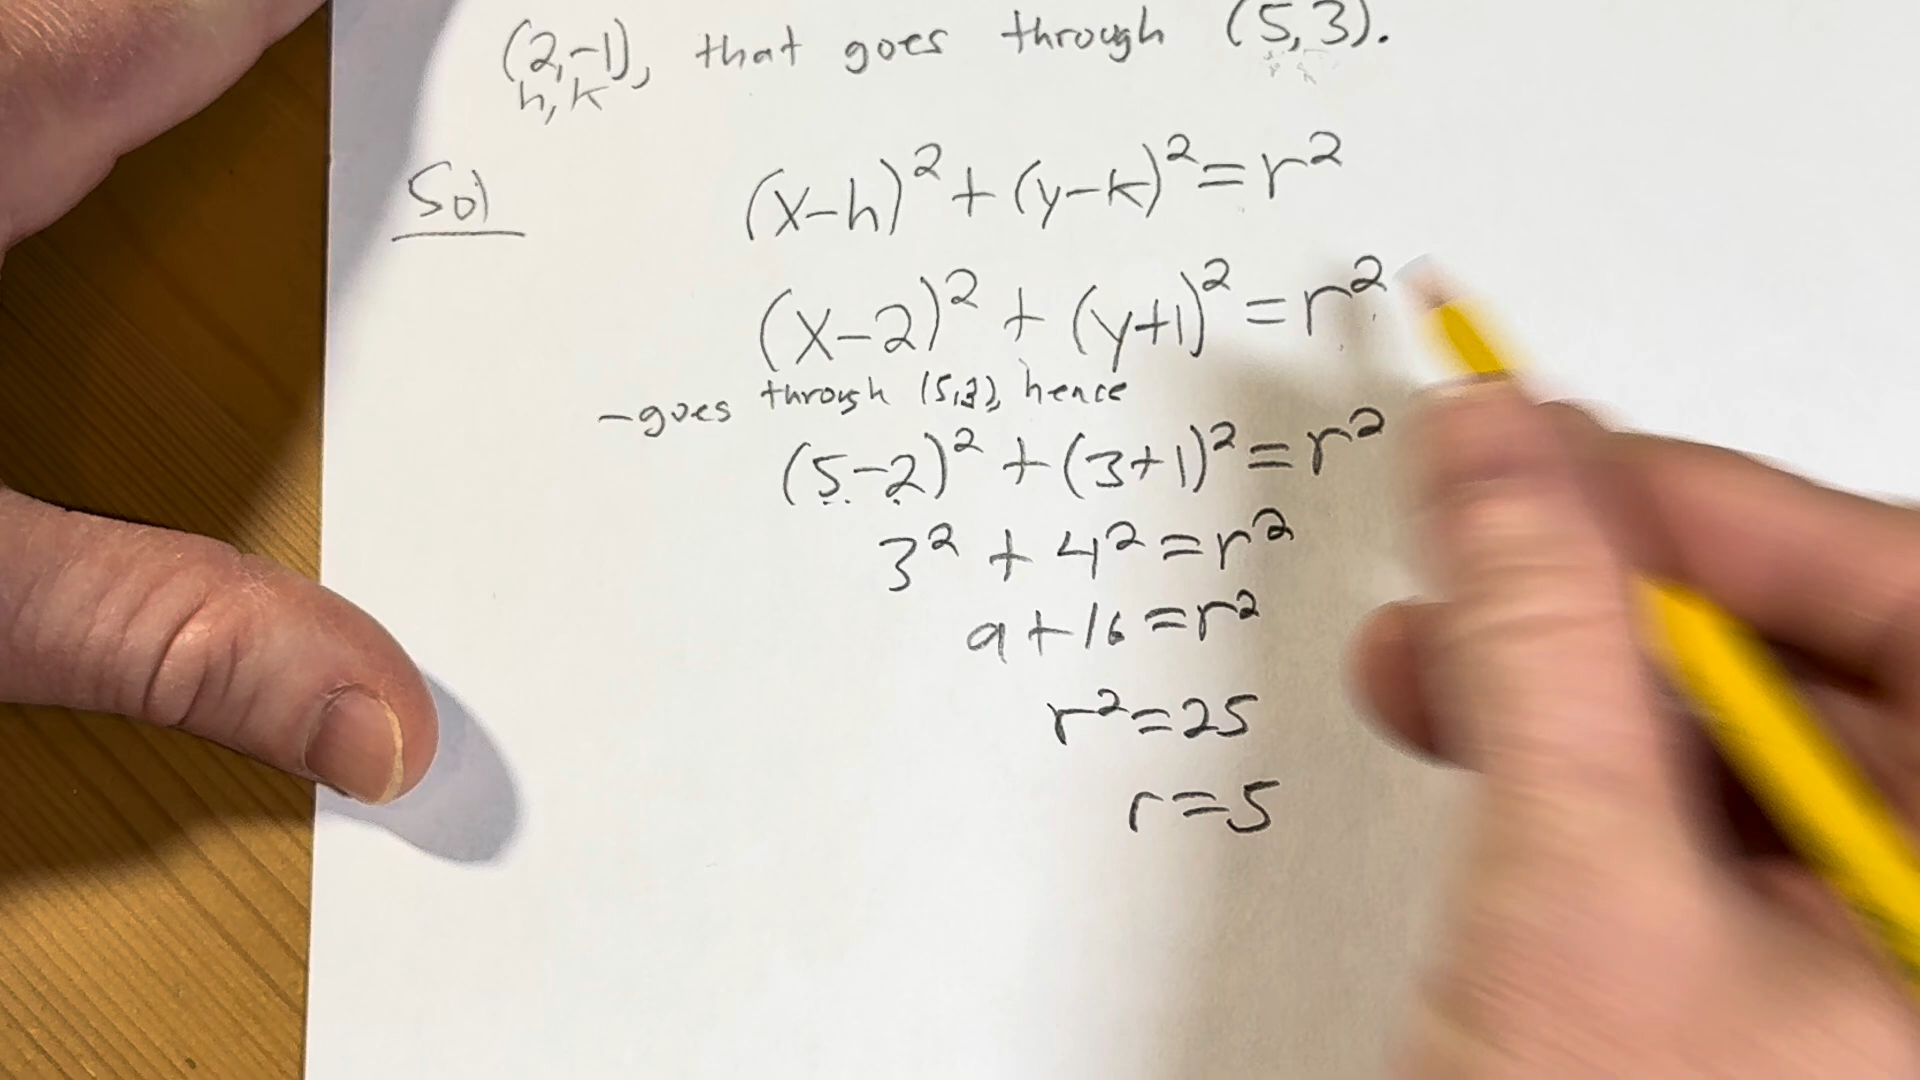 (2,-1), that goes through (5,3).
h, k
Sol
(x-h)² + (y-k)² = r²
(x-2)² + (y+1)² = r²
- goes through (5,3), hence
(5-2)² + (3+1)² = r²
3² + 4² = r²
9 + 16 = r²
r² = 25
r = 5